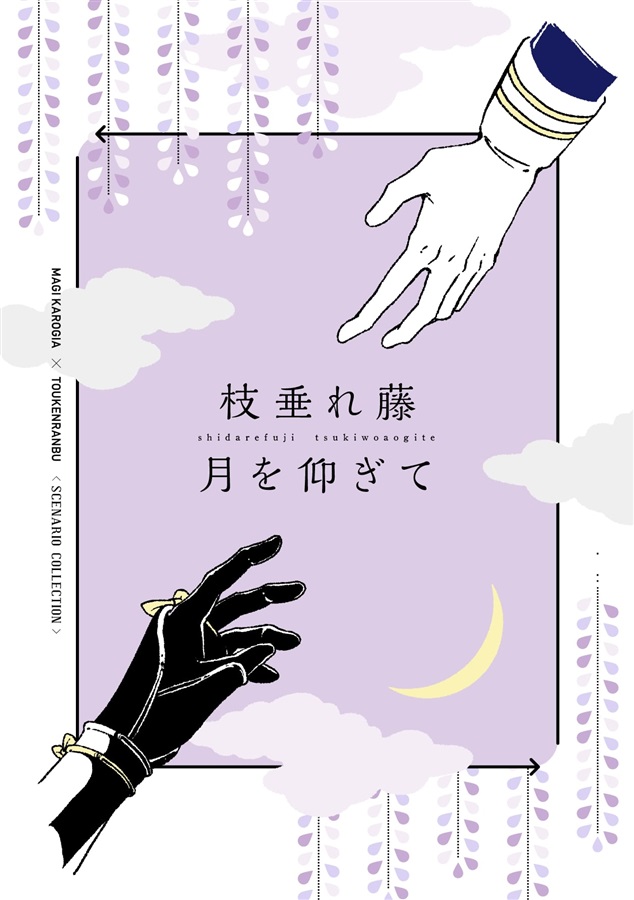 枝垂れ藤
shidarefuji tsukiwoaogite
月を仰ぎて
MAGI KAROGIA × TOUKENRANBU 〈SCENARIO COLLECTION〉